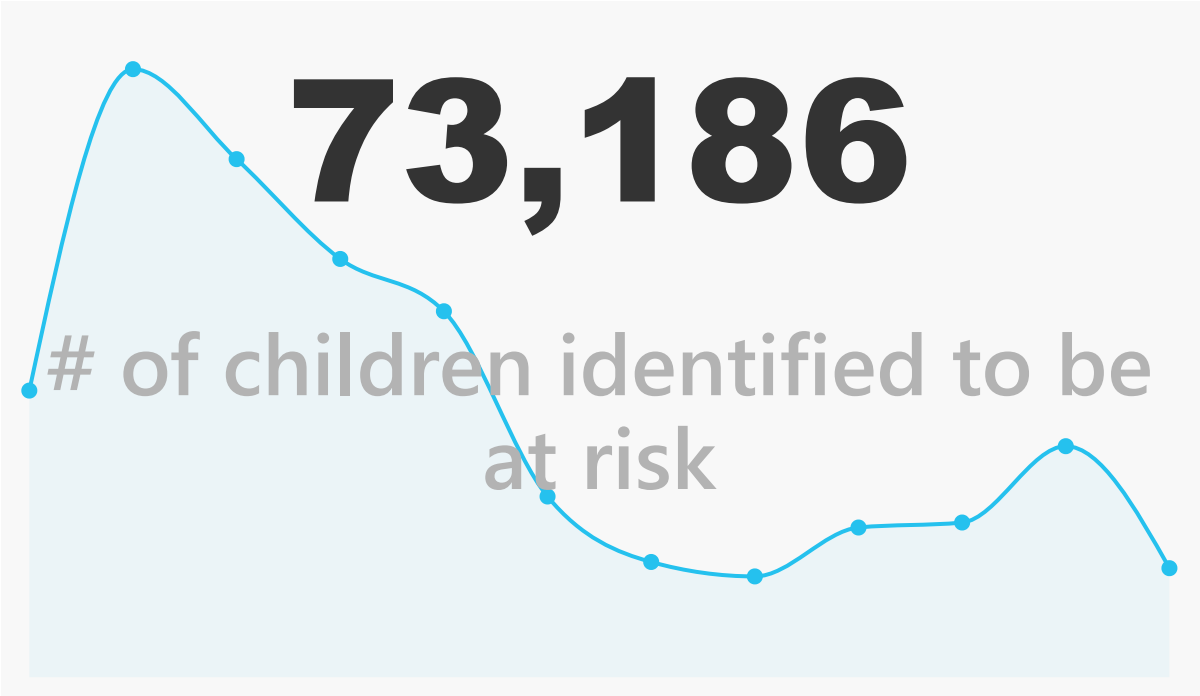 73,186
# of children identified to be
at risk